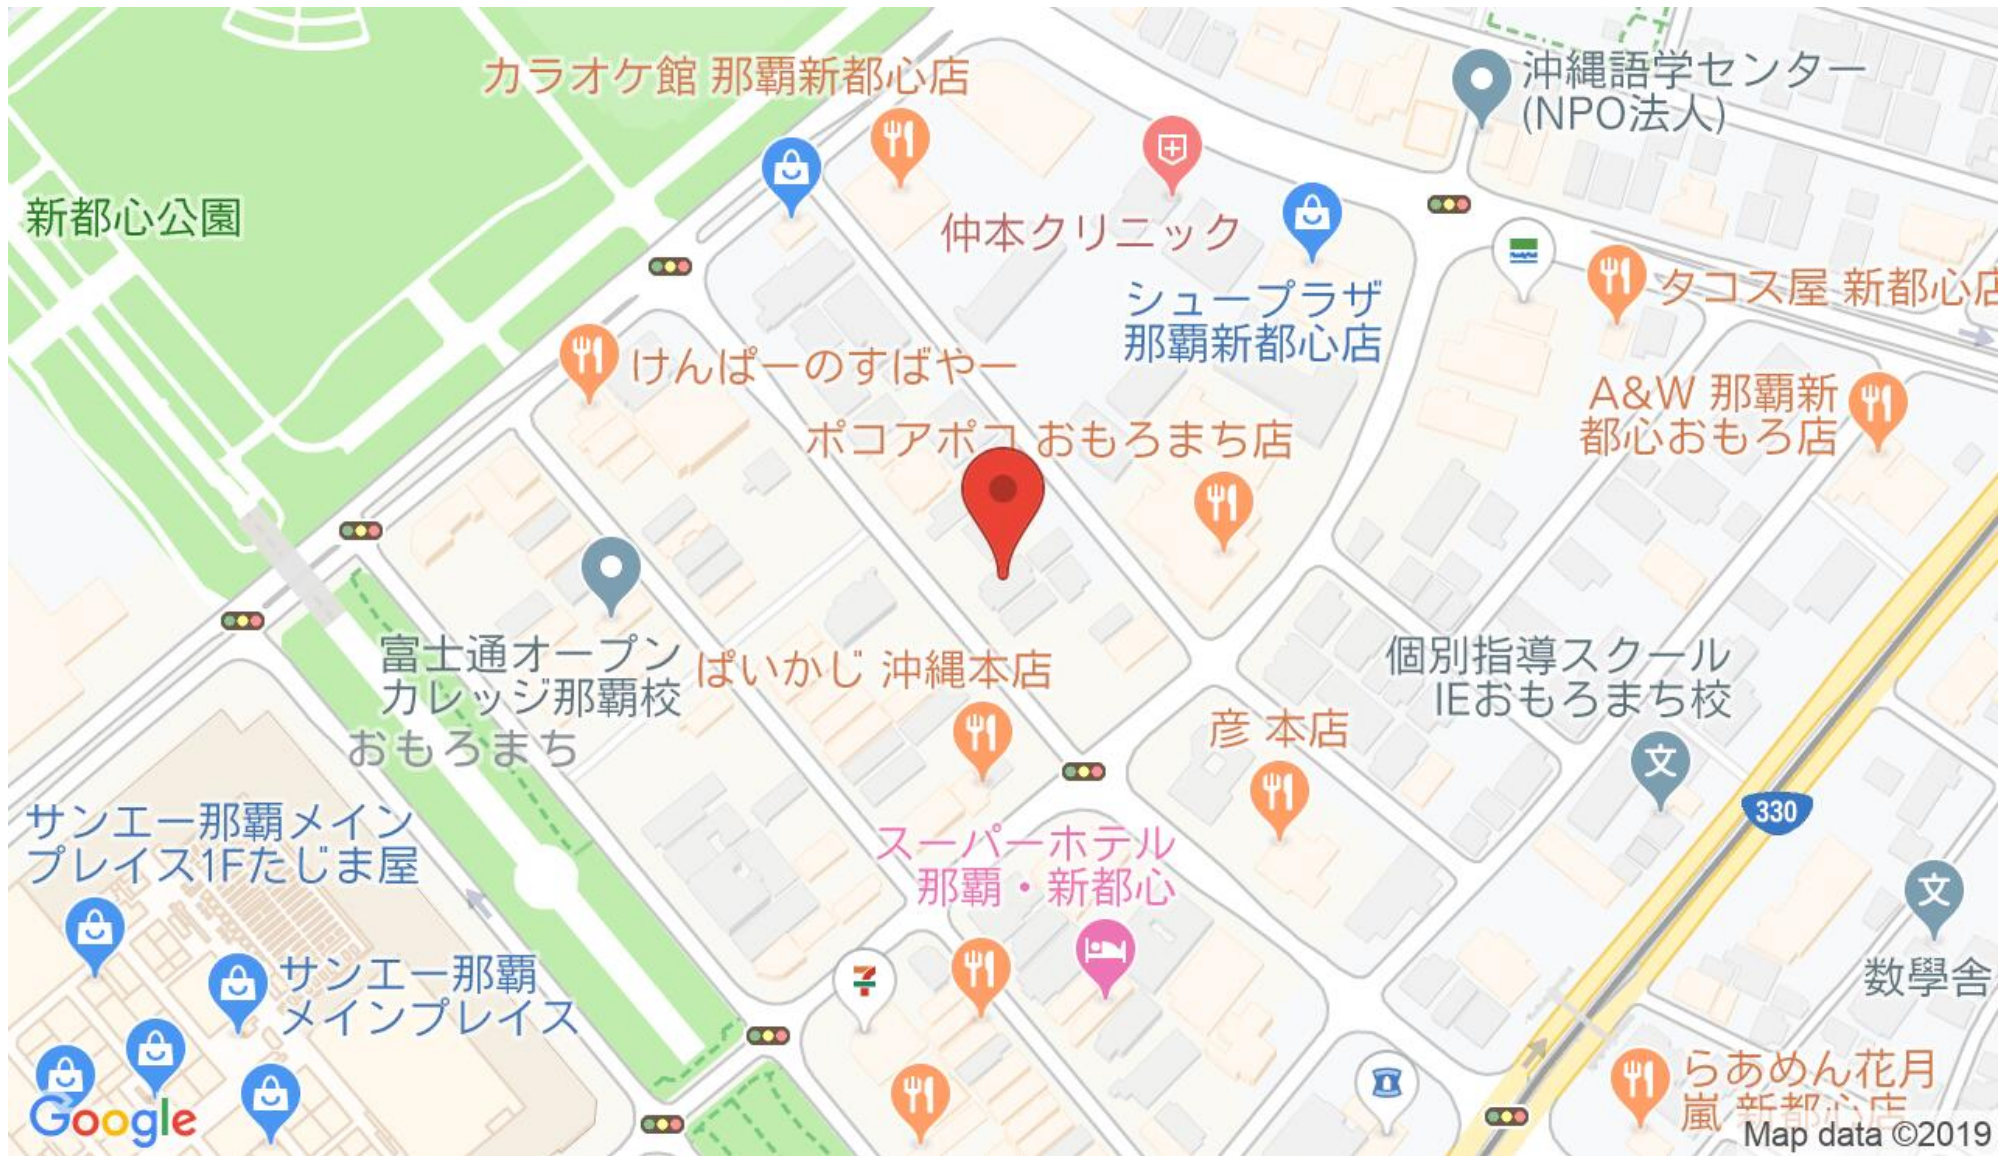 カラオケ館 那覇新都心店
沖縄語学センター
(NPO法人)
新都心公園
仲本クリニック
シュープラザ
那覇新都心店
タコス屋 新都心店
けんぱーのすばやー
A&W 那覇新
都心おもろ店
ポコアポコ おもろまち店
富士通オープン
カレッジ那覇校
ぱいかじ 沖縄本店
個別指導スクール
IEおもろまち校
彦 本店
おもろまち
文
330
サンエー那覇メイン
プレイス1Fたじま屋
スーパーホテル
那覇・新都心
文
7
サンエー那覇
メインプレイス
数學舎
らあめん花月
嵐 新都心店
Google
Map data ©2019